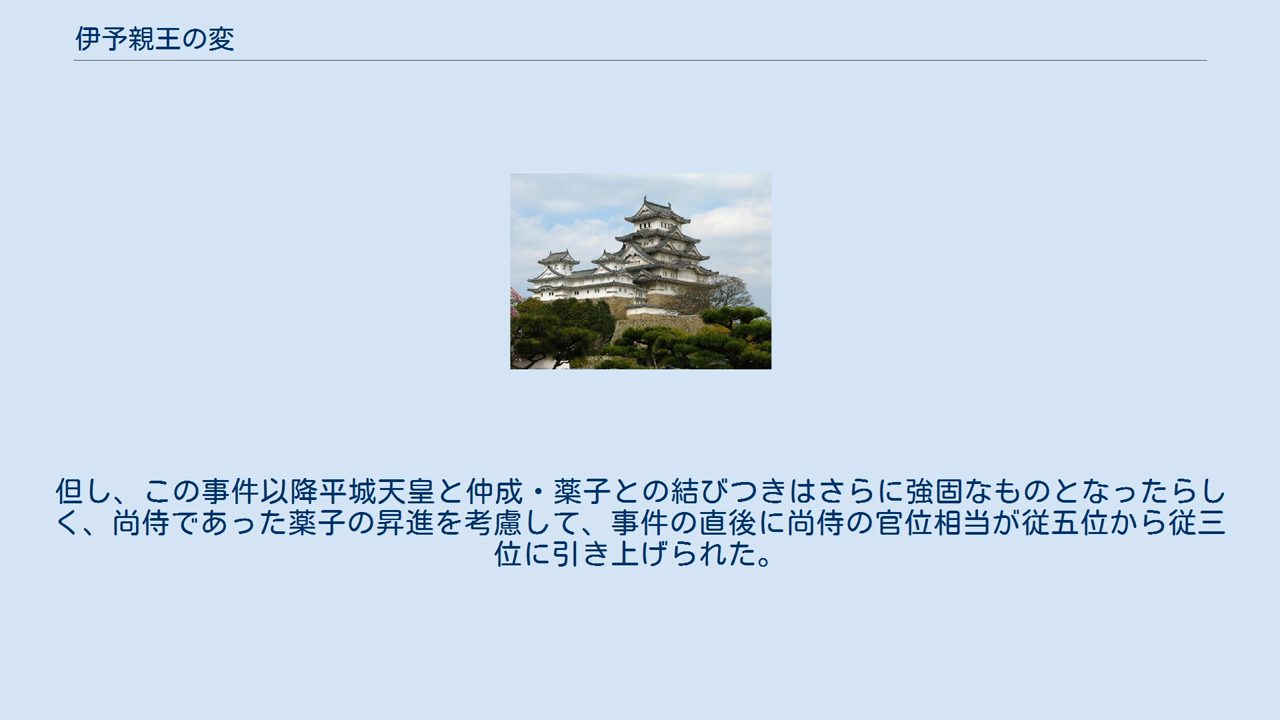 伊予親王の変
但し、この事件以降平城天皇と仲成・薬子との結びつきはさらに強固なものとなったらし
く、尚侍であった薬子の昇進を考慮して、事件の直後に尚侍の官位相当が従五位から従三
位に引き上げられた。